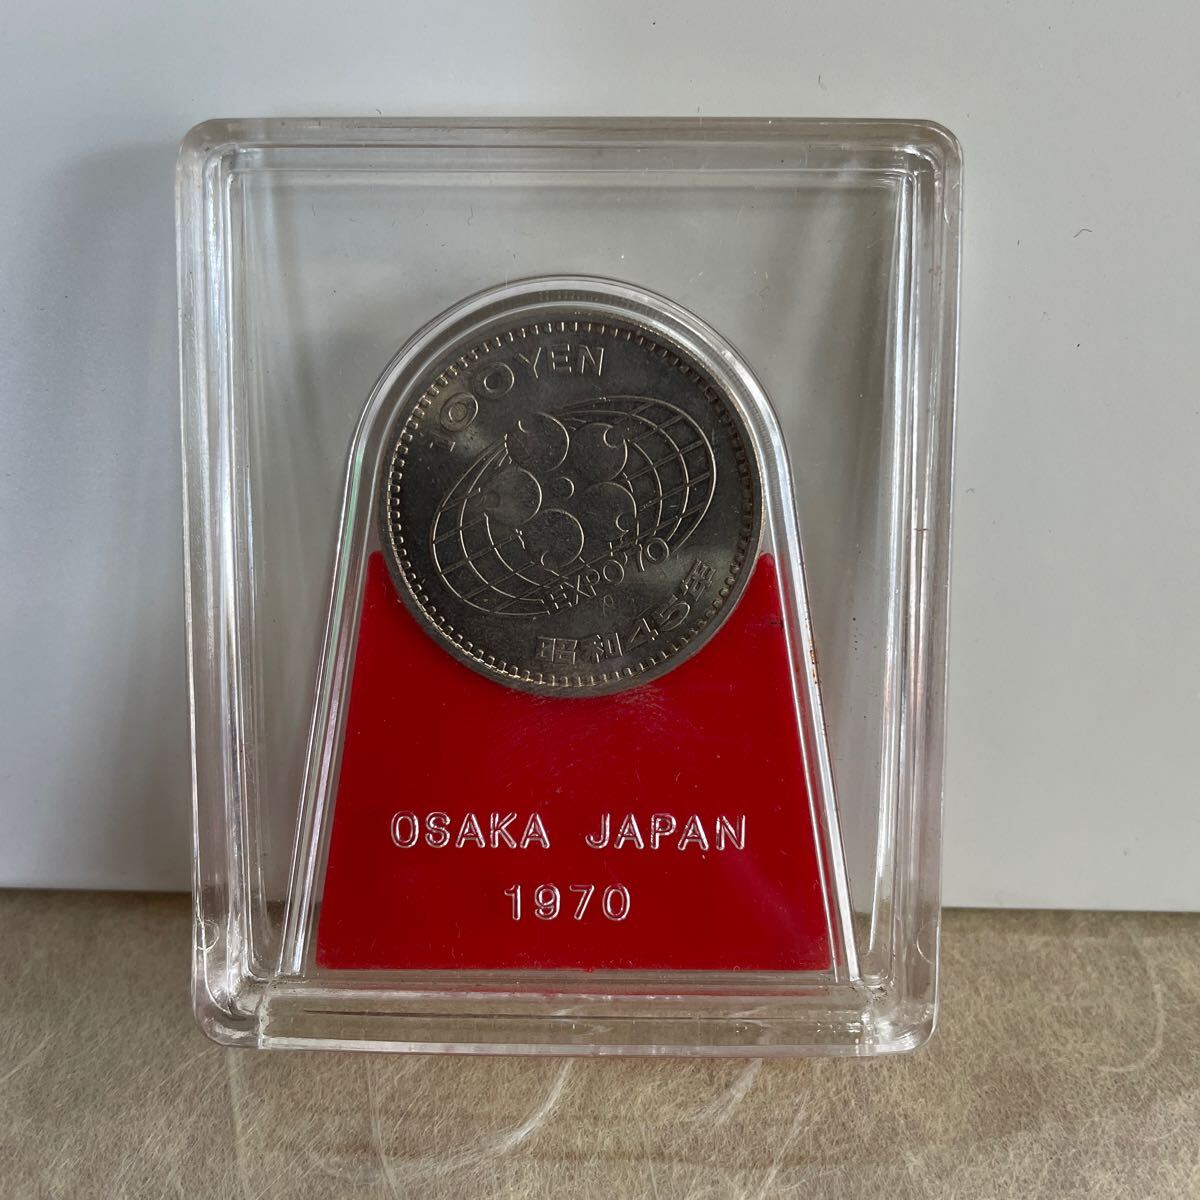 100 YEN
EXPO'70
昭和45年
OSAKA JAPAN
1970